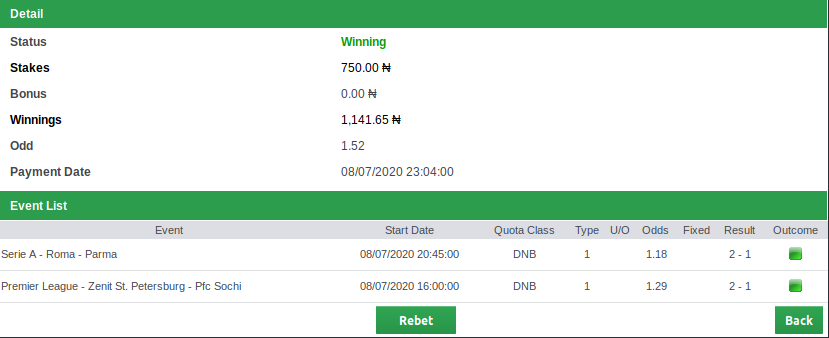 Detail
Status Winning
Stakes 750.00 ₦
Bonus 0.00 ₦
Winnings 1,141.65 ₦
Odd 1.52
Payment Date 08/07/2020 23:04:00
Event List
Event Start Date Quota Class Type U/O Odds Fixed Result Outcome
Serie A - Roma - Parma 08/07/2020 20:45:00 DNB 1 1.18 2 - 1
Premier League - Zenit St. Petersburg - Pfc Sochi 08/07/2020 16:00:00 DNB 1 1.29 2 - 1
Rebet Back